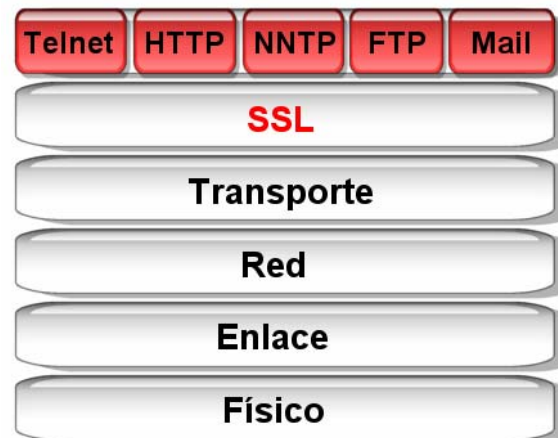 Telnet HTTP NNTP FTP Mail
SSL
Transporte
Red
Enlace
Físico